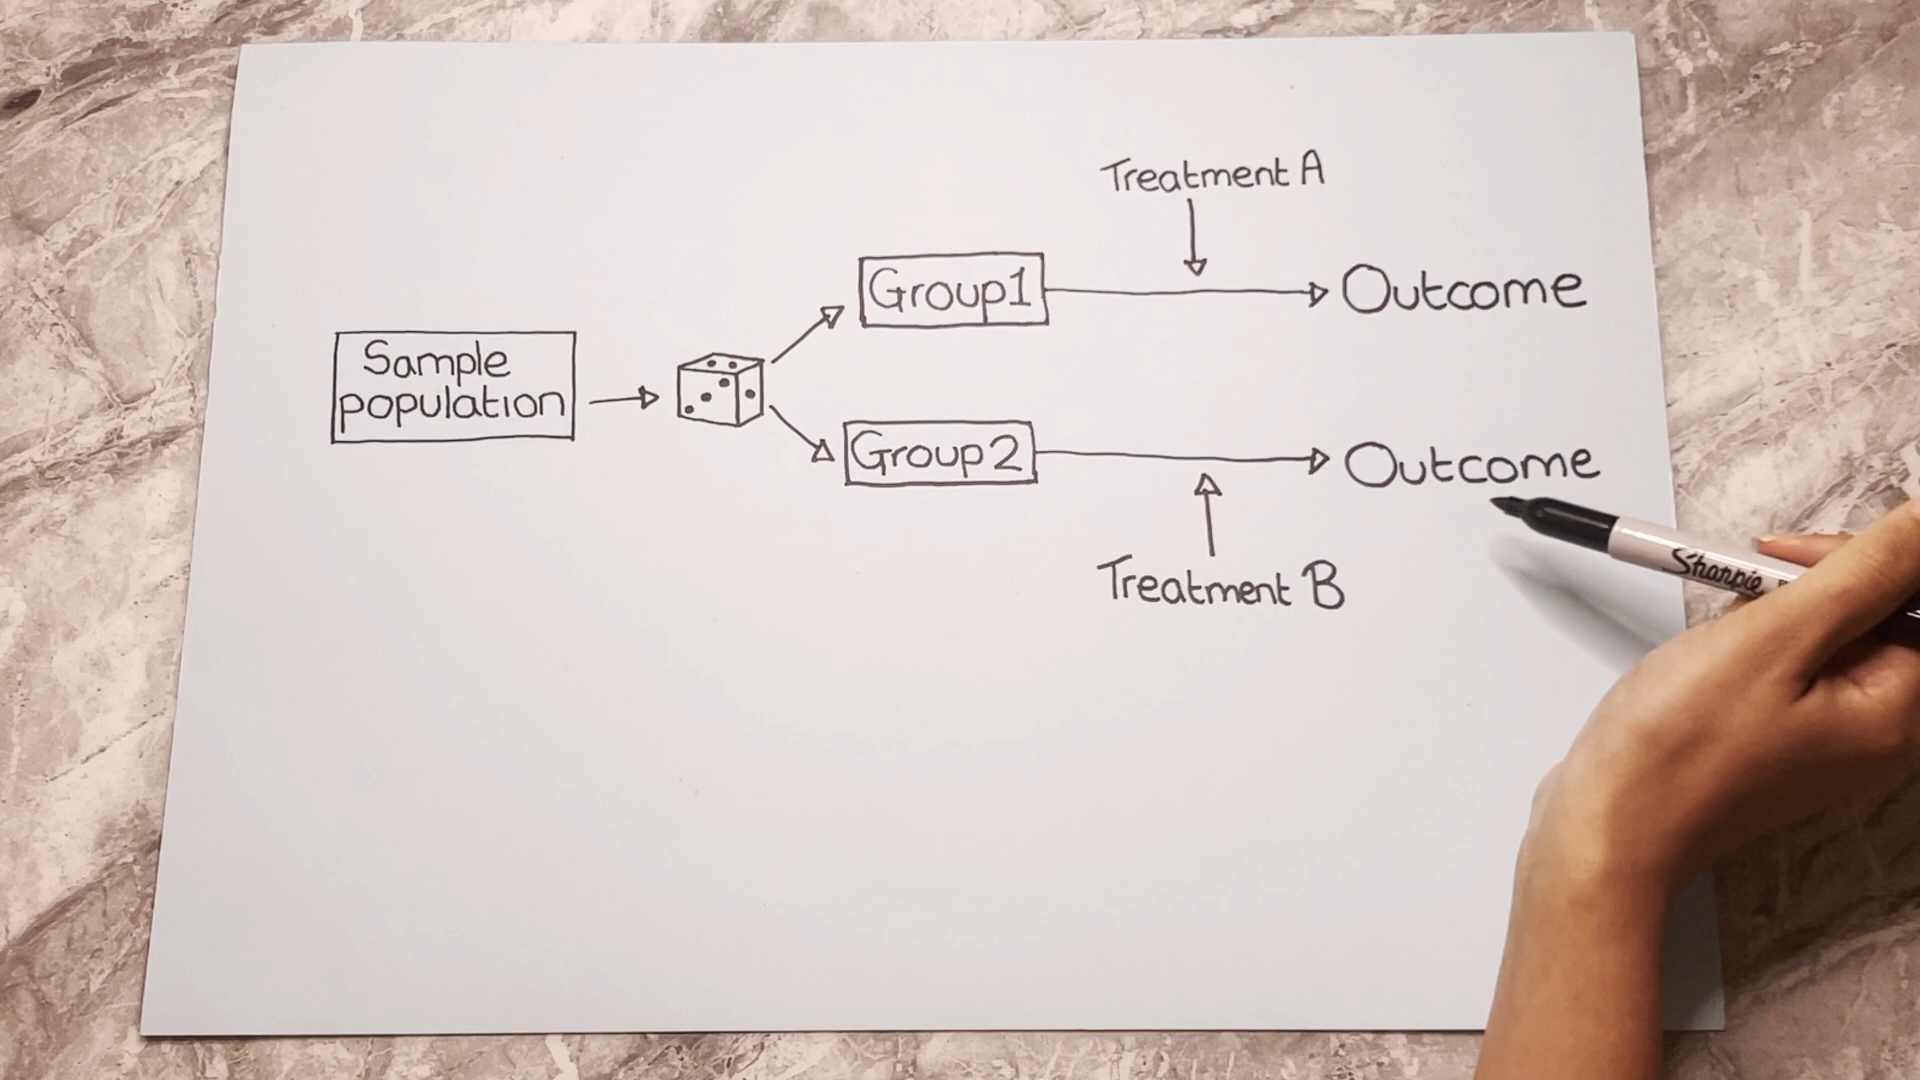 Treatment A
Group1
Outcome
Sample
population
Group2
Outcome
Treatment B
Sharpie